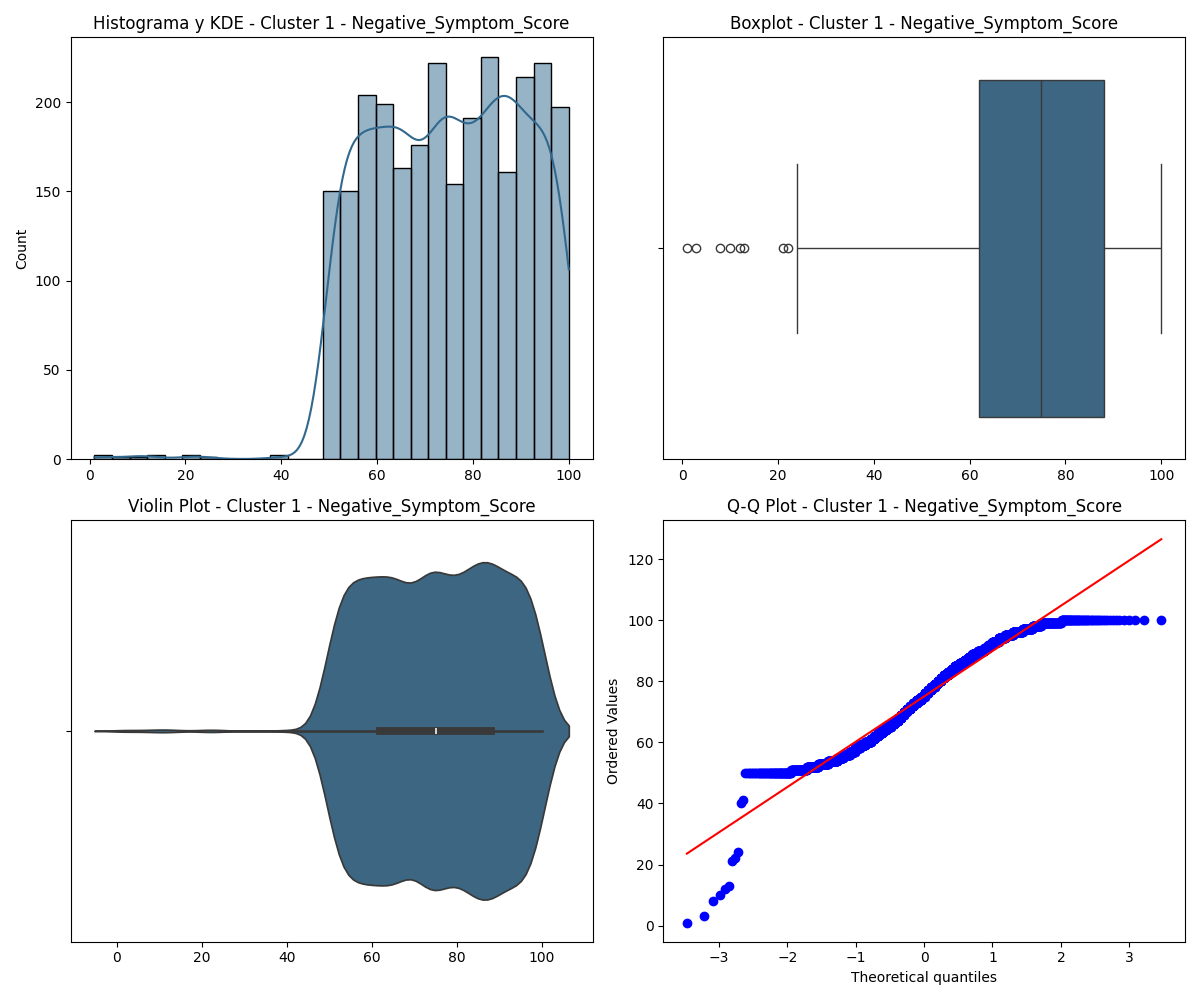 Histograma y KDE - Cluster 1 - Negative_Symptom_Score
Count
200
150
100
50
0
0 20 40 60 80 100
Boxplot - Cluster 1 - Negative_Symptom_Score
0 20 40 60 80 100
Violin Plot - Cluster 1 - Negative_Symptom_Score
0 20 40 60 80 100
Q-Q Plot - Cluster 1 - Negative_Symptom_Score
Ordered Values
120
100
80
60
40
20
0
−3 −2 −1 0 1 2 3
Theoretical quantiles